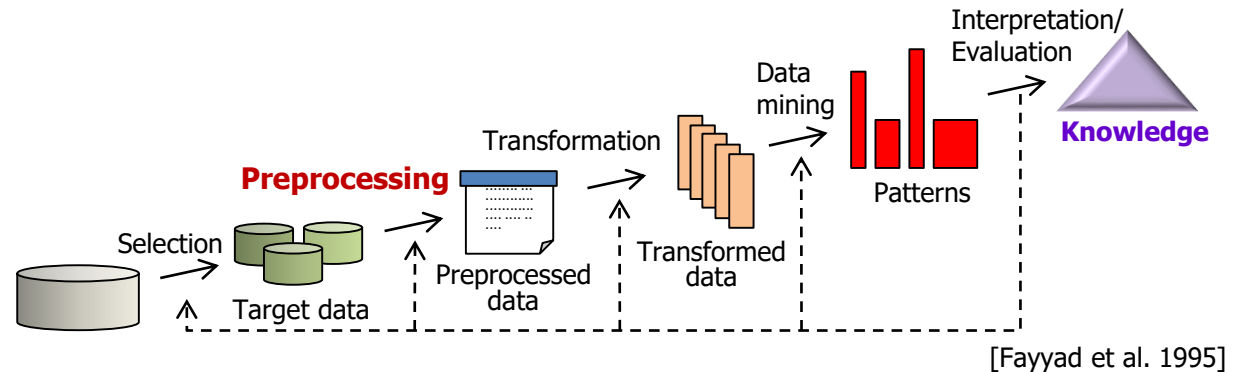 Selection
Target data
Preprocessing
Preprocessed
data
Transformation
Transformed
data
Data
mining
Patterns
Interpretation/
Evaluation
Knowledge
[Fayyad et al. 1995]